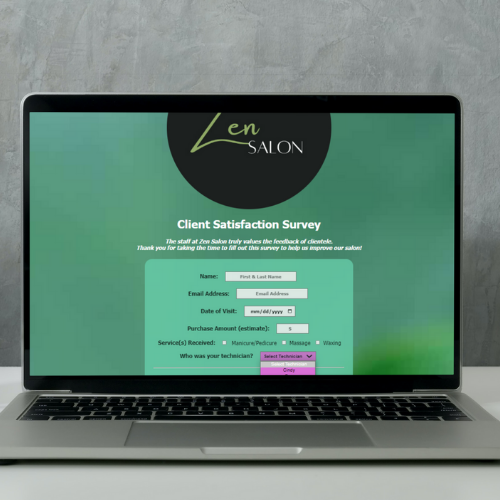 Zen
SALON
Client Satisfaction Survey
The staff at Zen Salon truly values the feedback of clientele.
Thank you for taking the time to fill out this survey to help us improve our salon!
Name: First & Last Name
Email Address: Email Address
Date of Visit: mm/dd/yyyy
Purchase Amount (estimate): $
Service(s) Received: Manicure/Pedicure Massage Waxing
Who was your technician? Select Technician
Select Technician
Cindy